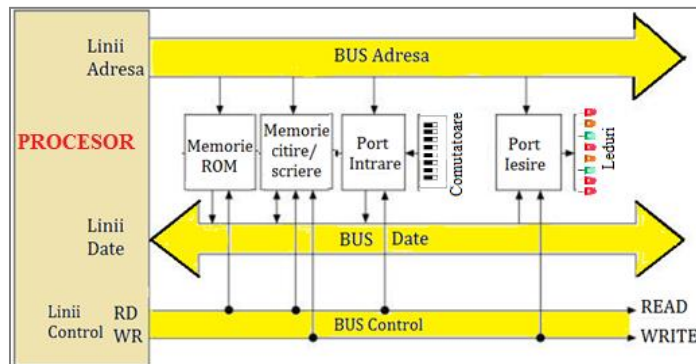 Linii
Adresa
BUS Adresa
PROCESOR
Memorie
ROM
Memorie
citire/
scriere
Port
Intrare
Comutatoare
Port
Iesire
Leduri
Linii
Date
BUS Date
Linii
Control
RD
WR
BUS Control
READ
WRITE